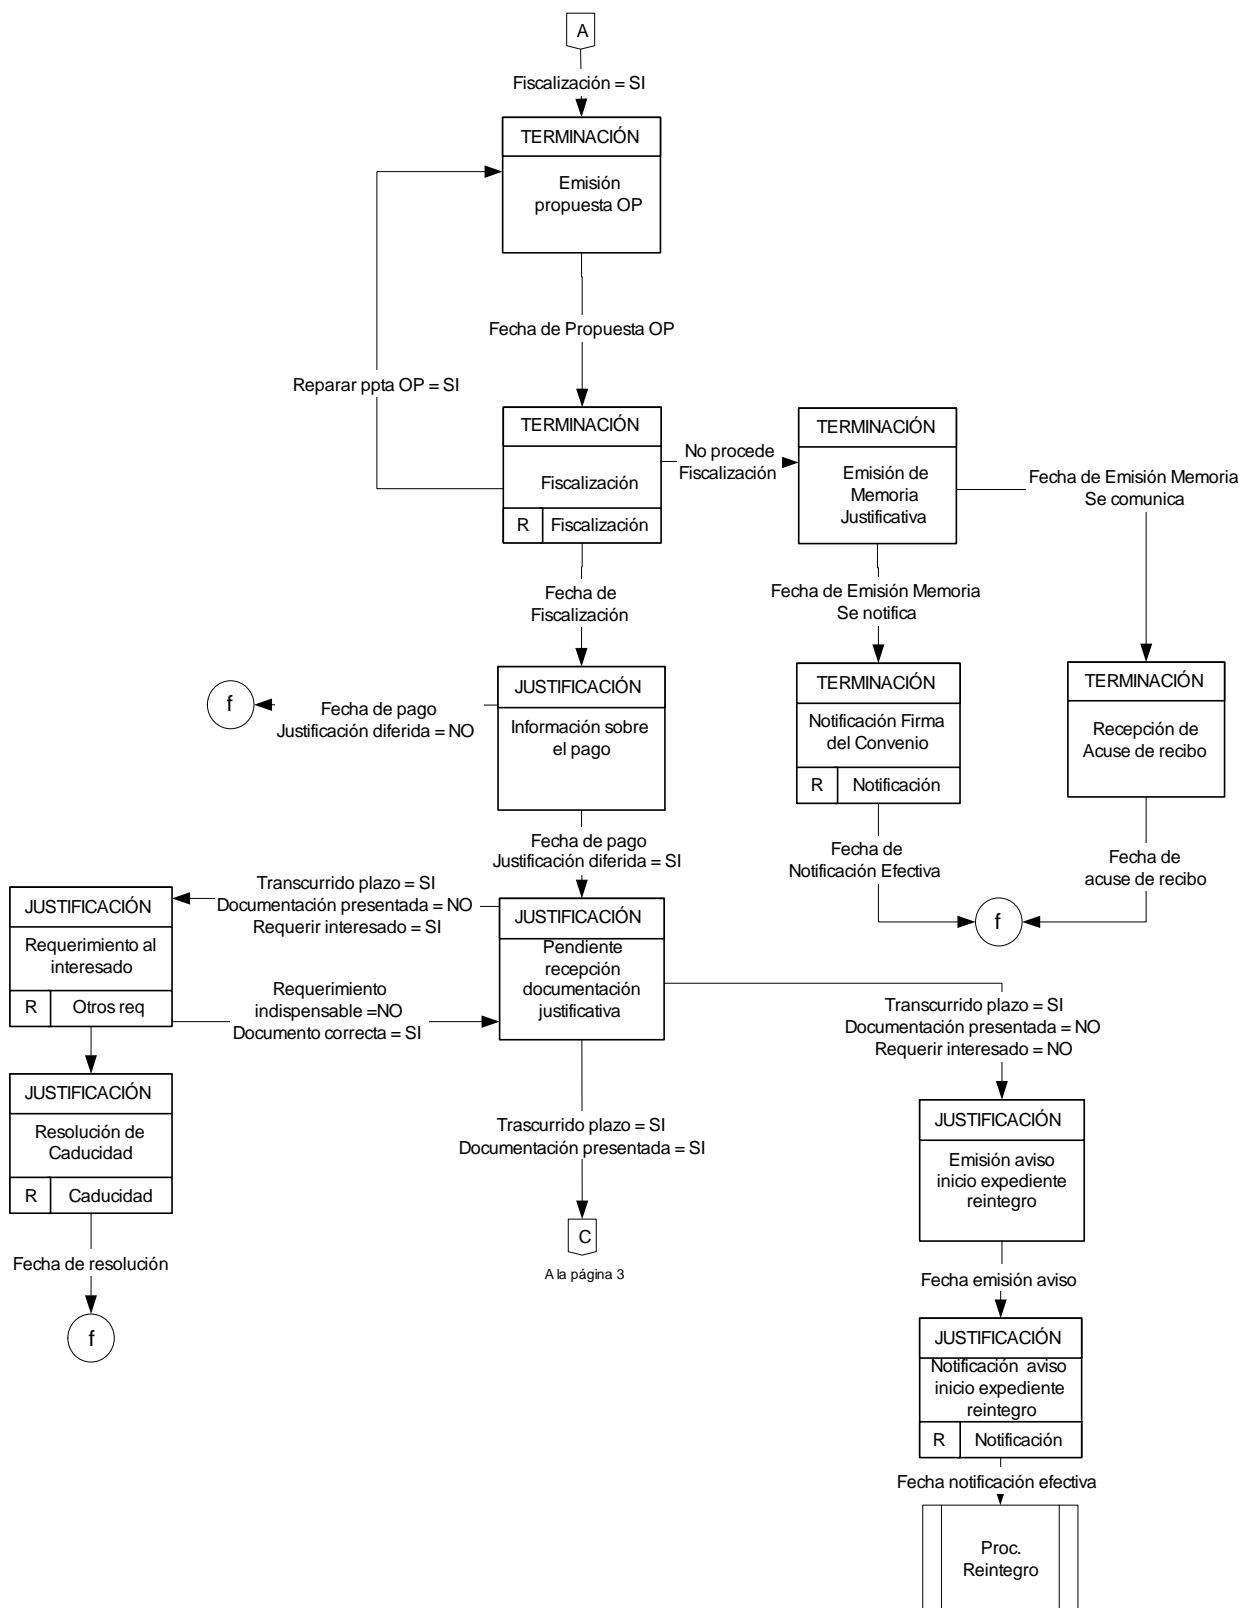 A
Fiscalización = SI
TERMINACIÓN
Emisión
propuesta OP
Fecha de Propuesta OP
Reparar ppta OP = SI
TERMINACIÓN
Fiscalización
R
Fiscalización
No procede
Fiscalización
TERMINACIÓN
Emisión de
Memoria
Justificativa
Fecha de Emisión Memoria
Se comunica
Fecha de
Fiscalización
Fecha de Emisión Memoria
Se notifica
JUSTIFICACIÓN
Información sobre
el pago
f
Fecha de pago
Justificación diferida = NO
TERMINACIÓN
Notificación Firma
del Convenio
R
Notificación
TERMINACIÓN
Recepción de
Acuse de recibo
Fecha de pago
Justificación diferida = SI
Fecha de
Notificación Efectiva
Fecha de
acuse de recibo
f
Transcurrido plazo = SI
Documentación presentada = NO
Requerir interesado = SI
JUSTIFICACIÓN
Requerimiento al
interesado
R
Otros req
JUSTIFICACIÓN
Pendiente
recepción
documentación
justificativa
Requerimiento
indispensable =NO
Documento correcta = SI
Transcurrido plazo = SI
Documentación presentada = NO
Requerir interesado = NO
JUSTIFICACIÓN
Resolución de
Caducidad
R
Caducidad
Trascurrido plazo = SI
Documentación presentada = SI
JUSTIFICACIÓN
Emisión aviso
inicio expediente
reintegro
C
A la página 3
Fecha de resolución
f
Fecha emisión aviso
JUSTIFICACIÓN
Notificación aviso
inicio expediente
reintegro
R
Notificación
Fecha notificación efectiva
Proc.
Reintegro